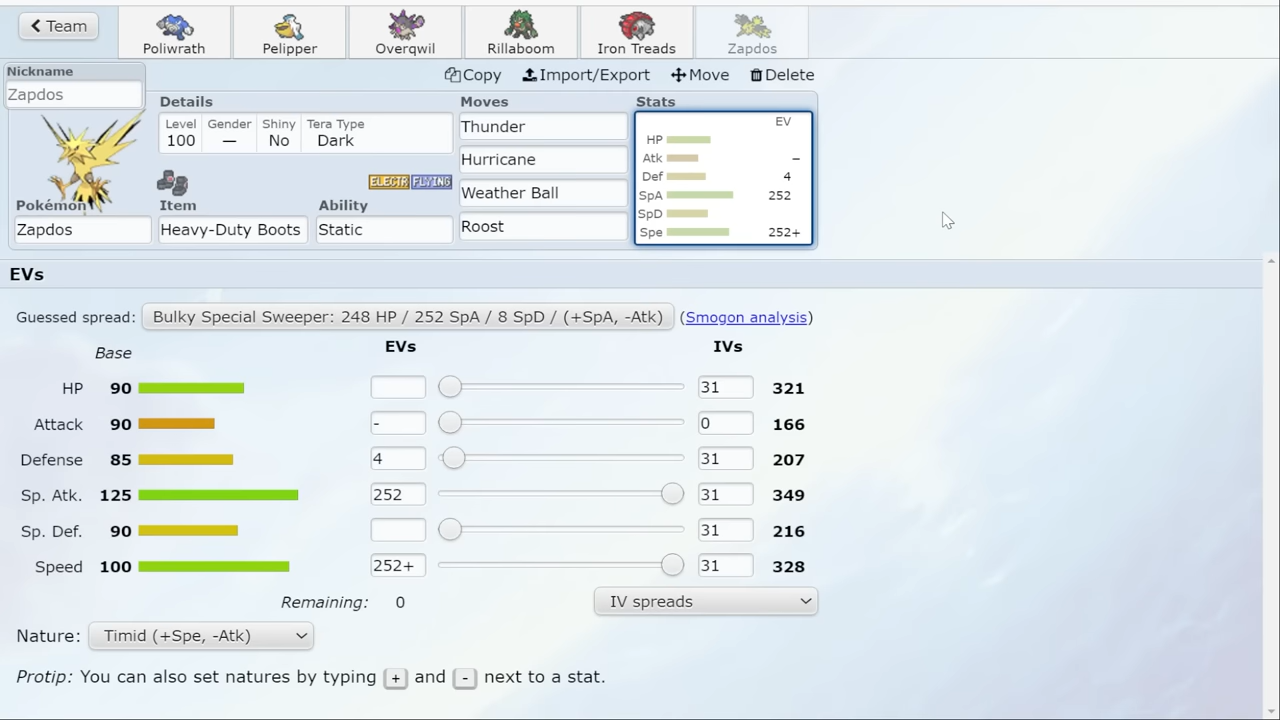 Team
Poliwrath
Pelipper
Overqwil
Rillaboom
Iron Treads
Zapdos
Nickname
Zapdos
Copy
Import/Export
Move
Delete
Details
Level
100
Gender
—
Shiny
No
Tera Type
Dark
ELECTR FLYING
Pokémon
Zapdos
Item
Heavy-Duty Boots
Ability
Static
Moves
Thunder
Hurricane
Weather Ball
Roost
Stats
EV
HP
Atk –
Def 4
SpA 252
SpD
Spe 252+
EVs
Guessed spread: Bulky Special Sweeper: 248 HP / 252 SpA / 8 SpD / (+SpA, -Atk) (Smogon analysis)
Base EVs IVs
HP 90 31 321
Attack 90 - 0 166
Defense 85 4 31 207
Sp. Atk. 125 252 31 349
Sp. Def. 90 31 216
Speed 100 252+ 31 328
Remaining: 0 IV spreads
Nature: Timid (+Spe, -Atk)
Protip: You can also set natures by typing + and - next to a stat.